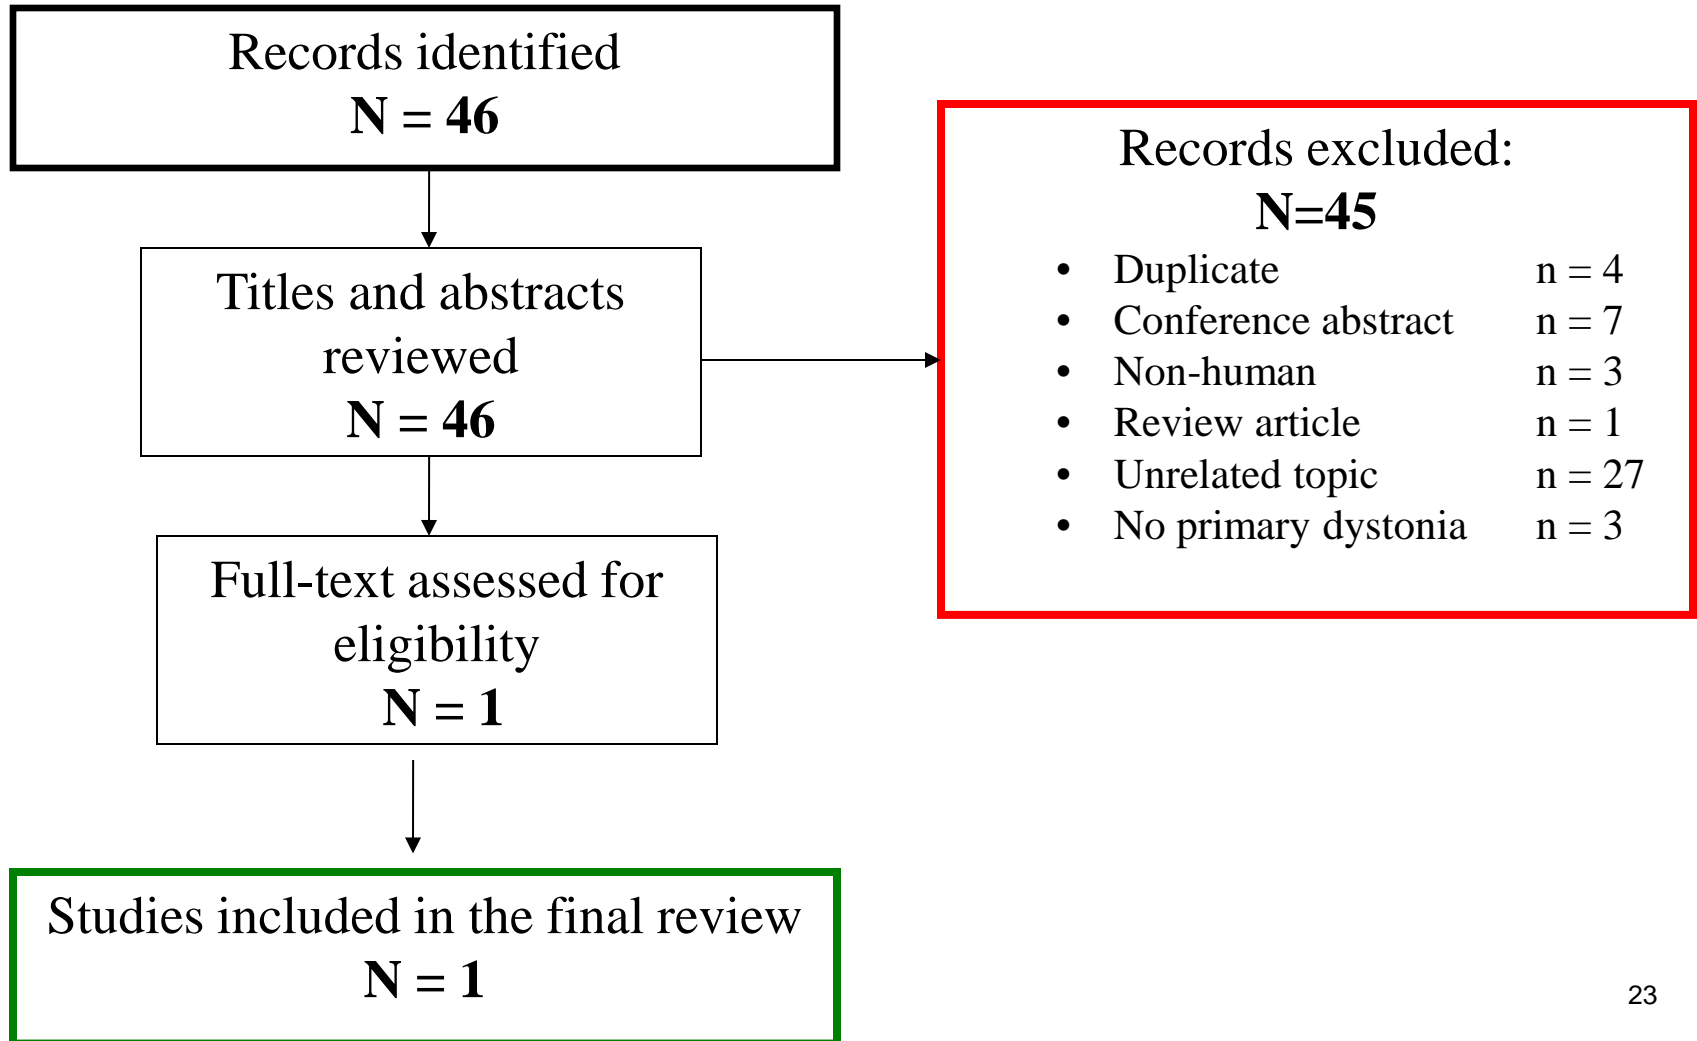 Records identified
N = 46
Titles and abstracts
reviewed
N = 46
Full-text assessed for
eligibility
N = 1
Studies included in the final review
N = 1
Records excluded:
N=45
• Duplicate n = 4
• Conference abstract n = 7
• Non-human n = 3
• Review article n = 1
• Unrelated topic n = 27
• No primary dystonia n = 3
23